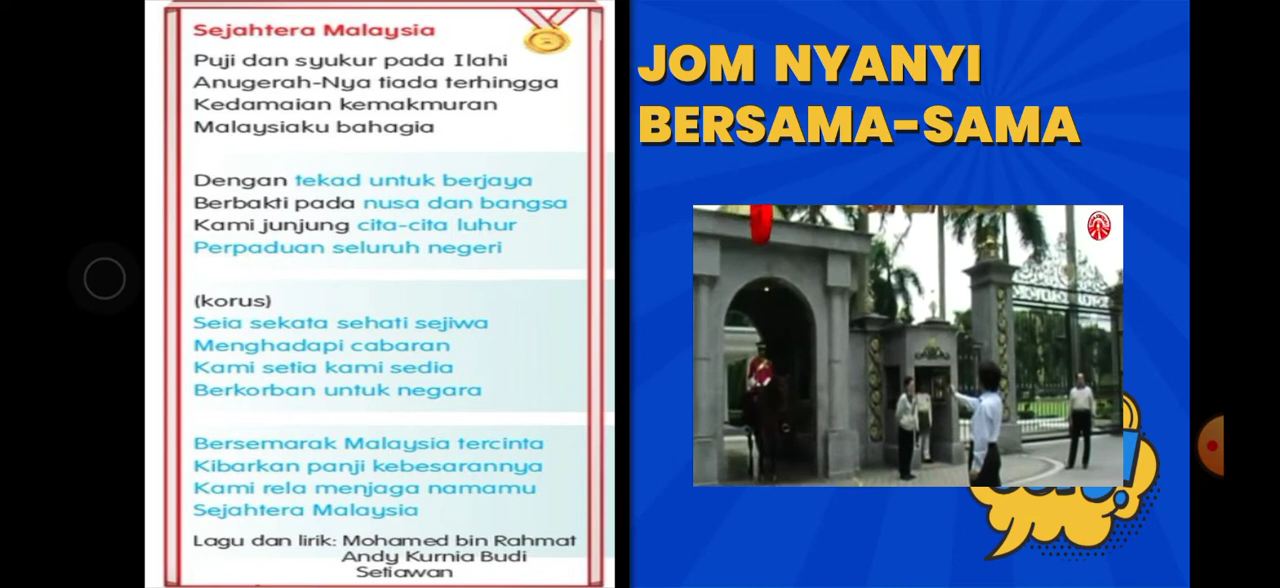 Sejahtera Malaysia
Puji dan syukur pada Ilahi
Anugerah-Nya tiada terhingga
Kedamaian kemakmuran
Malaysiaku bahagia
Dengan tekad untuk berjaya
Berbakti pada nusa dan bangsa
Kami junjung cita-cita luhur
Perpaduan seluruh negeri
(korus)
Seia sekata sehati sejiwa
Menghadapi cabaran
Kami setia kami sedia
Berkorban untuk negara
Bersemarak Malaysia tercinta
Kibarkan panji kebesarannya
Kami rela menjaga namamu
Sejahtera Malaysia
Lagu dan lirik: Mohamed bin Rahmat
Andy Kurnia Budi
Setiawan
JOM NYANYI
BERSAMA-SAMA